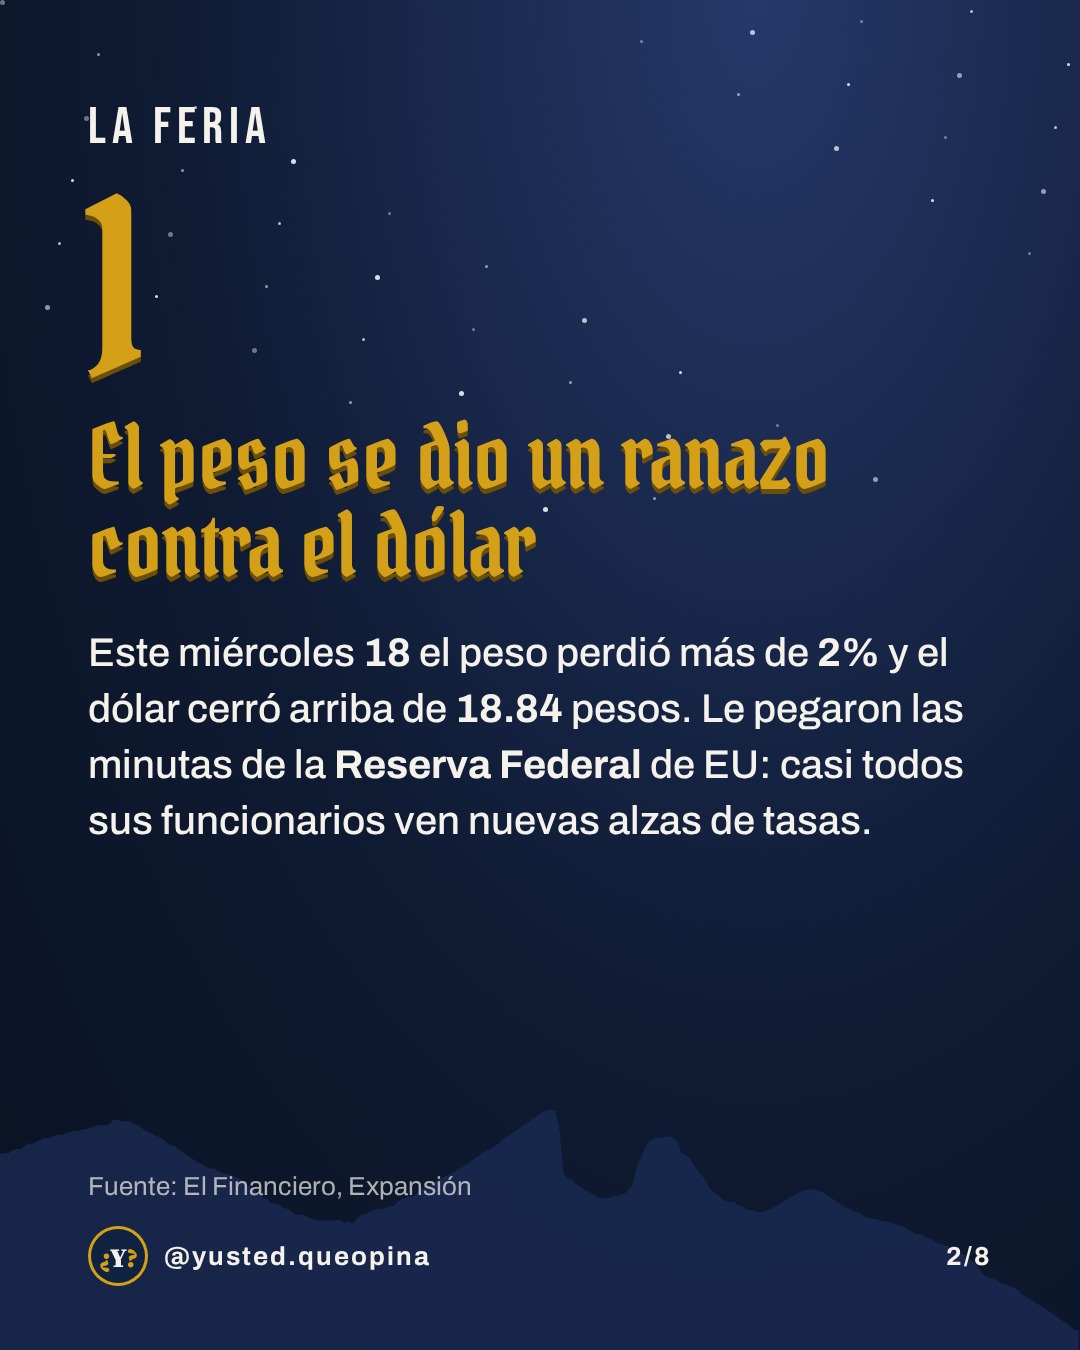 LA FERIA
1
El peso se dio un ranazo
contra el dólar
Este miércoles 18 el peso perdió más de 2% y el
dólar cerró arriba de 18.84 pesos. Le pegaron las
minutas de la Reserva Federal de EU: casi todos
sus funcionarios ven nuevas alzas de tasas.
Fuente: El Financiero, Expansión
¿Y?
@yusted.queopina
2/8